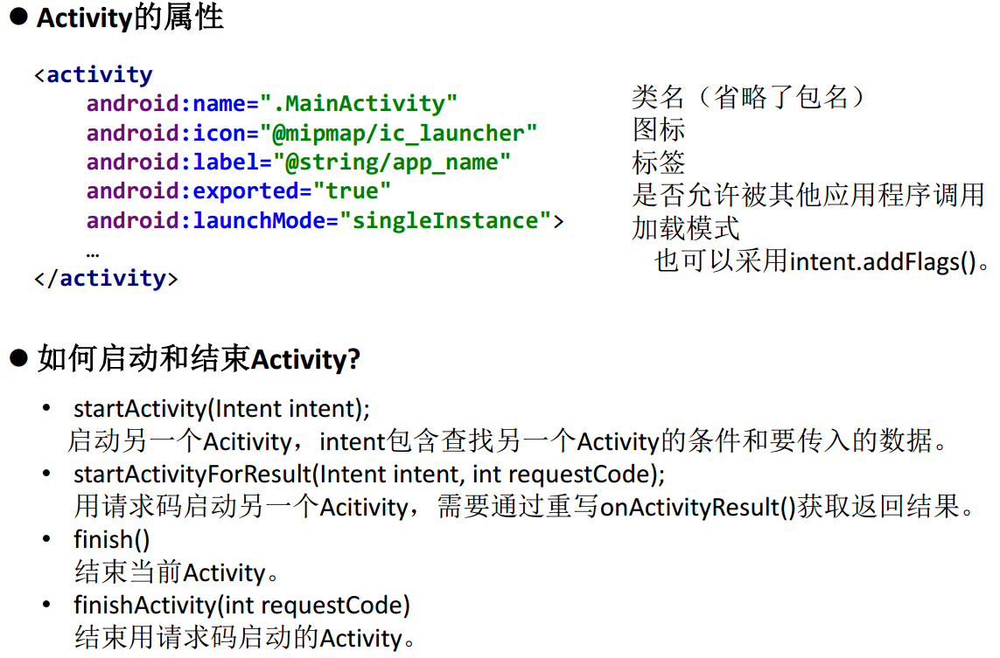 ● Activity的属性
<activity
android:name=".MainActivity"
类名（省略了包名）
android:icon="@mipmap/ic_launcher"
图标
android:label="@string/app_name"
标签
android:exported="true"
是否允许被其他应用程序调用
android:launchMode="singleInstance">
加载模式
…
也可以采用intent.addFlags()。
</activity>
● 如何启动和结束Activity?
• startActivity(Intent intent);
启动另一个Acitivity，intent包含查找另一个Activity的条件和要传入的数据。
• startActivityForResult(Intent intent, int requestCode);
用请求码启动另一个Acitivity，需要通过重写onActivityResult()获取返回结果。
• finish()
结束当前Activity。
• finishActivity(int requestCode)
结束用请求码启动的Activity。